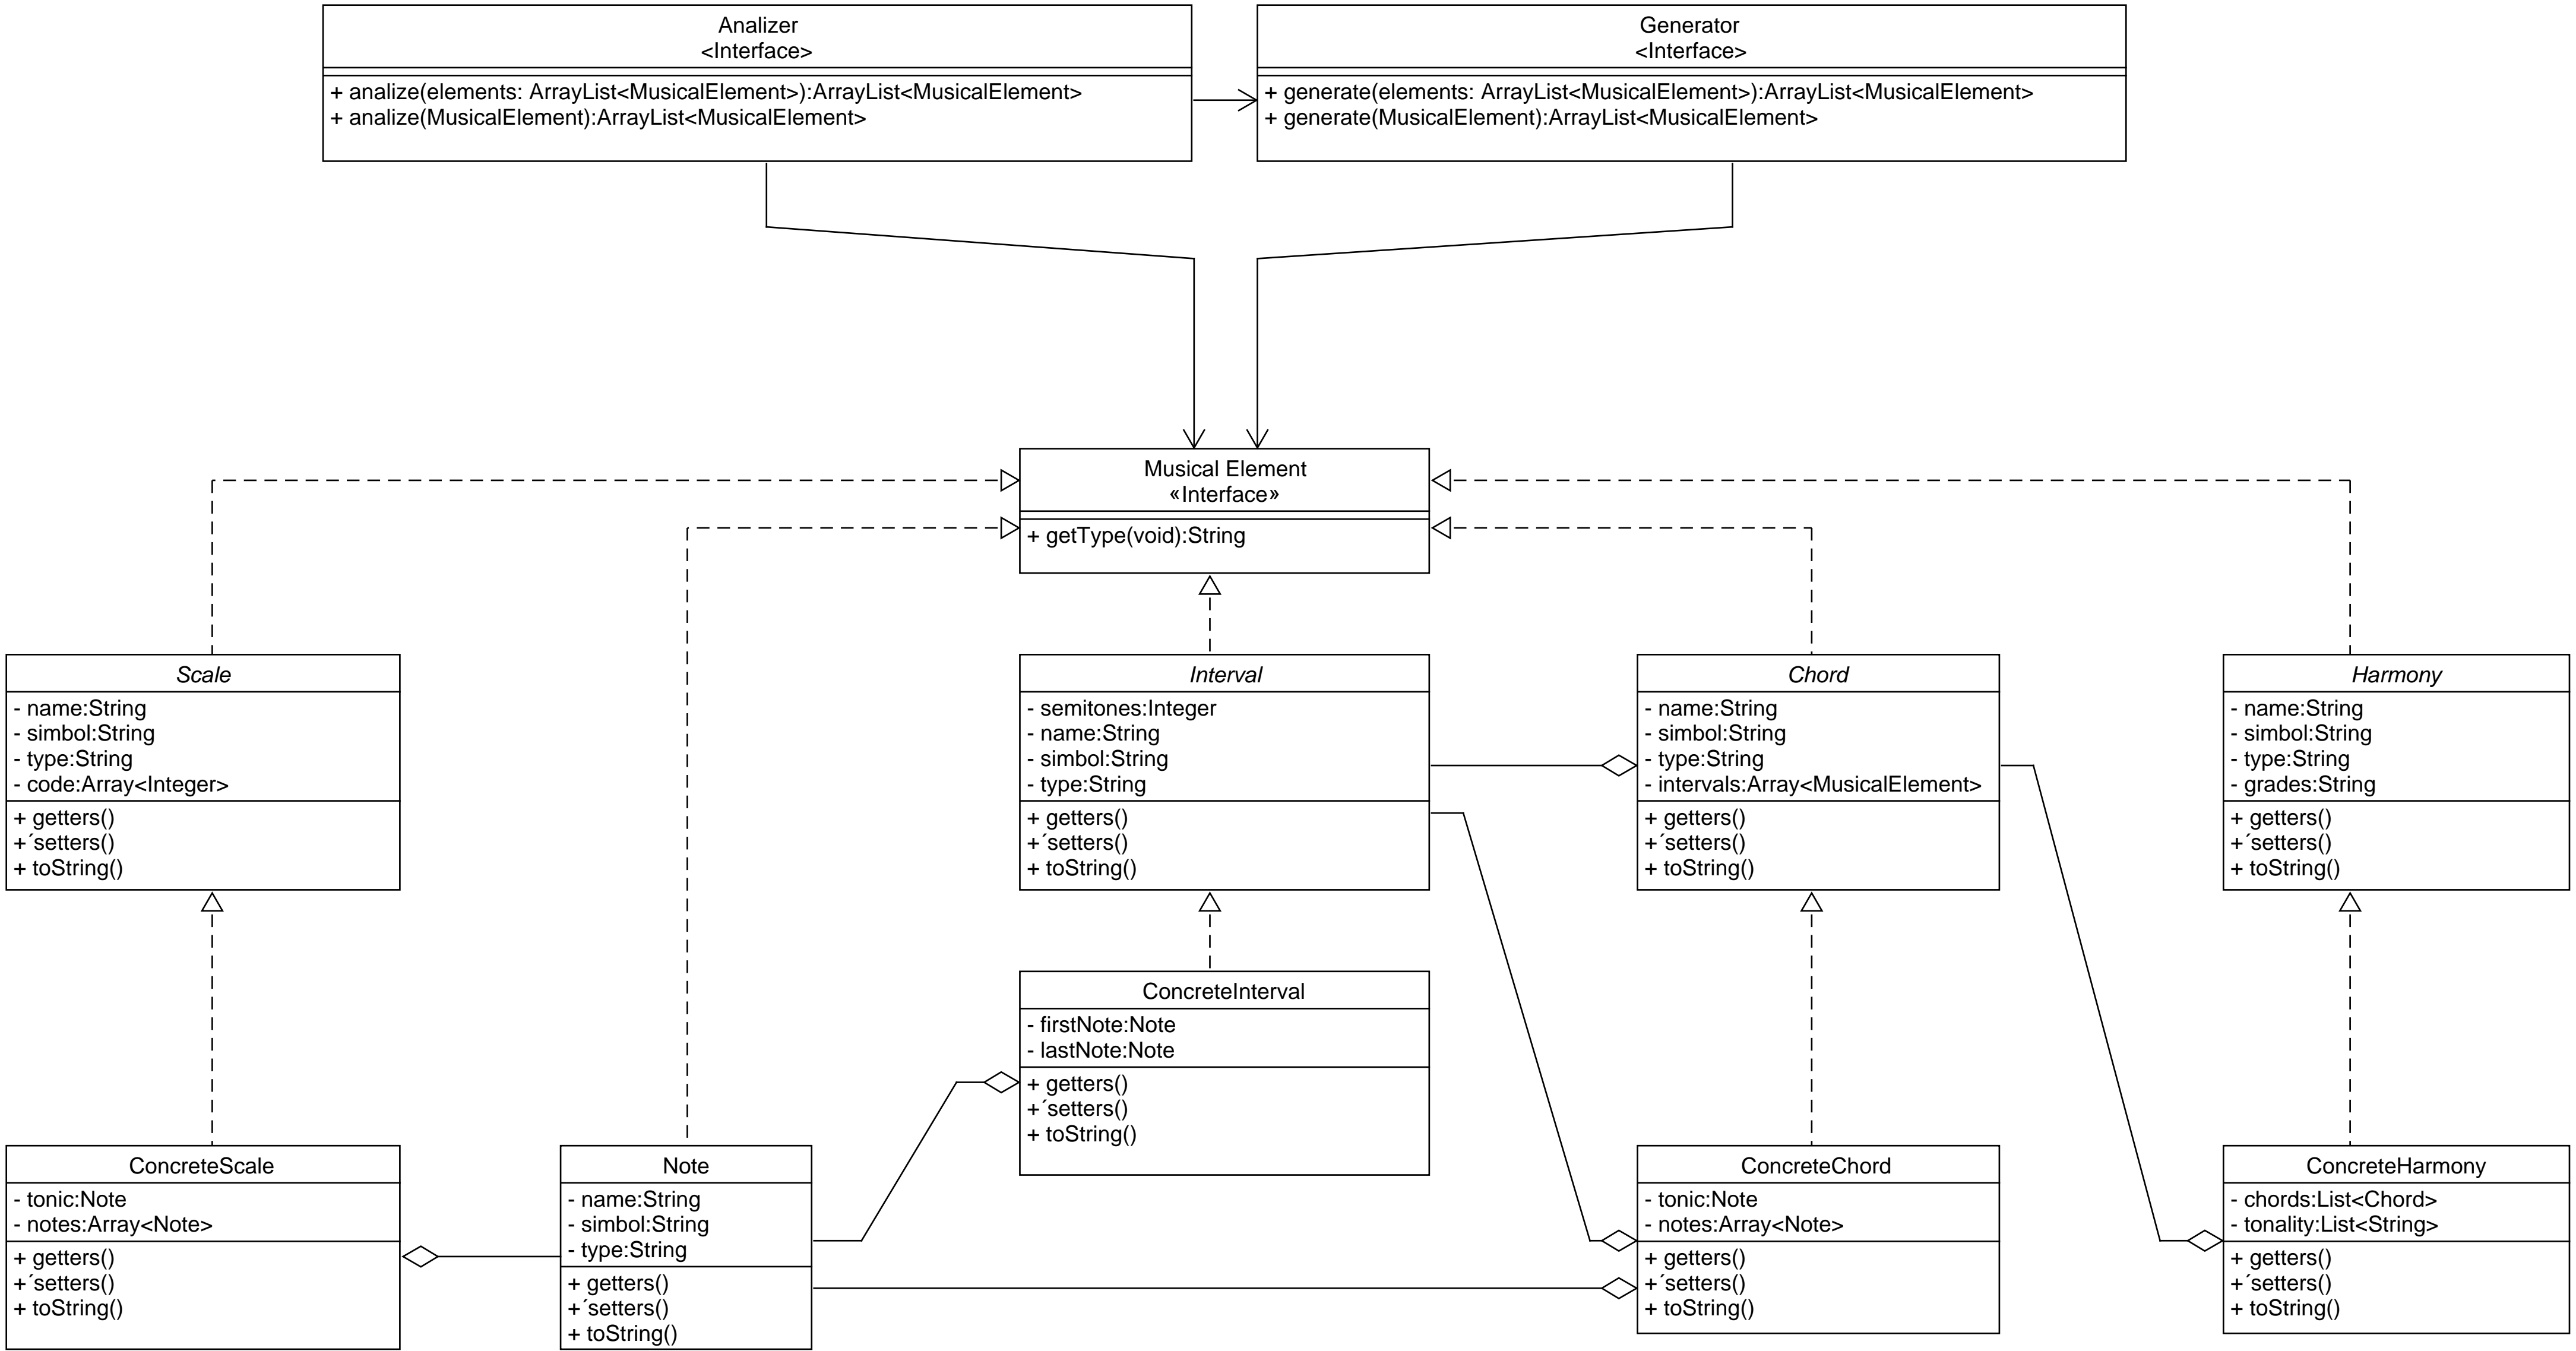 Analizer
<Interface>
+ analize(elements: ArrayList<MusicalElement>):ArrayList<MusicalElement>
+ analize(MusicalElement):ArrayList<MusicalElement>
Generator
<Interface>
+ generate(elements: ArrayList<MusicalElement>):ArrayList<MusicalElement>
+ generate(MusicalElement):ArrayList<MusicalElement>
Musical Element
«Interface»
+ getType(void):String
Scale
- name:String
- simbol:String
- type:String
- code:Array<Integer>
+ getters()
+´setters()
+ toString()
Interval
- semitones:Integer
- name:String
- simbol:String
- type:String
+ getters()
+´setters()
+ toString()
Chord
- name:String
- simbol:String
- type:String
- intervals:Array<MusicalElement>
+ getters()
+´setters()
+ toString()
Harmony
- name:String
- simbol:String
- type:String
- grades:String
+ getters()
+´setters()
+ toString()
ConcreteInterval
- firstNote:Note
- lastNote:Note
+ getters()
+´setters()
+ toString()
ConcreteScale
- tonic:Note
- notes:Array<Note>
+ getters()
+´setters()
+ toString()
Note
- name:String
- simbol:String
- type:String
+ getters()
+´setters()
+ toString()
ConcreteChord
- tonic:Note
- notes:Array<Note>
+ getters()
+´setters()
+ toString()
ConcreteHarmony
- chords:List<Chord>
- tonality:List<String>
+ getters()
+´setters()
+ toString()